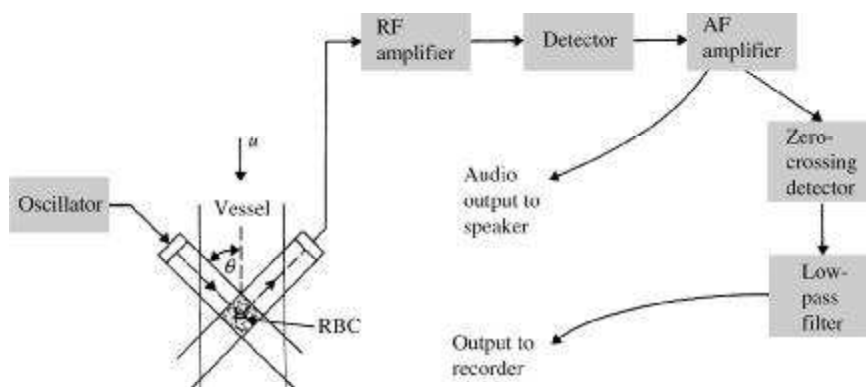 RF
amplifier
Detector
AF
amplifier
Zero-
crossing
detector
Low-
pass
filter
Audio
output to
speaker
Output to
recorder
Oscillator
u
Vessel
θ
RBC